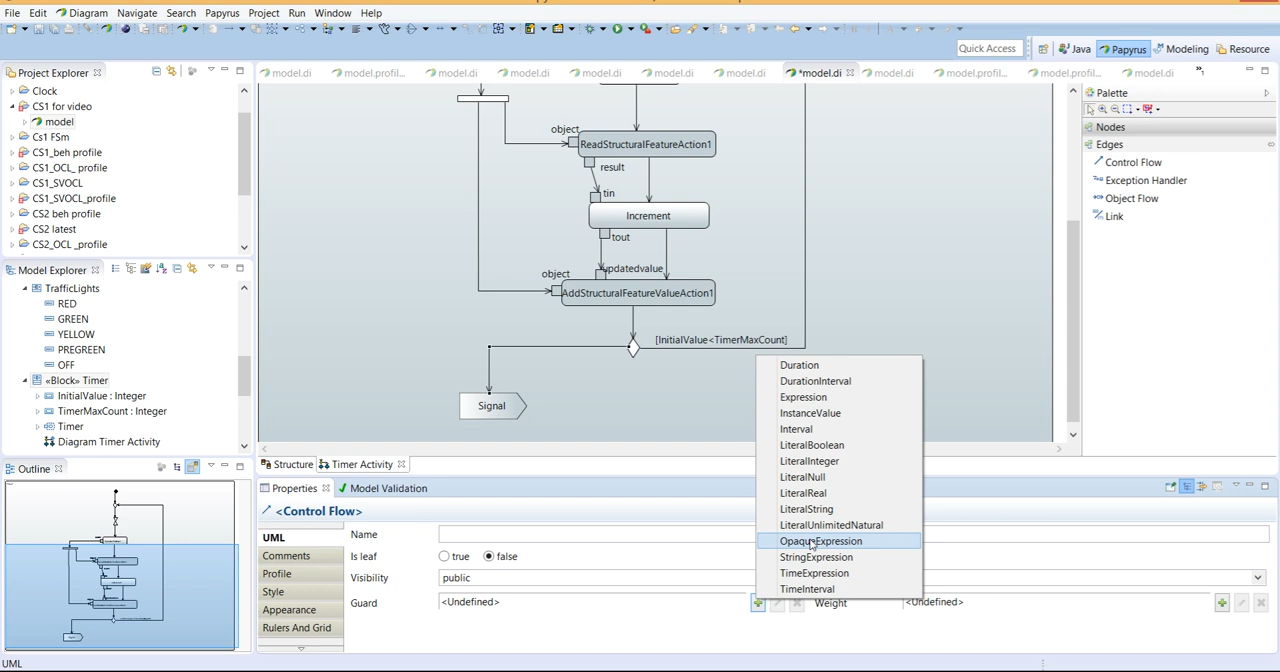 File Edit Diagram Navigate Search Papyrus Project Run Window Help
Quick Access Java Papyrus Modeling Resource
Project Explorer
Clock
CS1 for video
model
Cs1 FSm
CS1_beh profile
CS1_OCL_ profile
CS1_SVOCL
CS1_SVOCL_profile
CS2 beh profile
CS2 latest
CS2_OCL _profile
Model Explorer
TrafficLights
RED
GREEN
YELLOW
PREGREEN
OFF
«Block» Timer
InitialValue : Integer
TimerMaxCount : Integer
Timer
Diagram Timer Activity
Outline
model.di model.profil... model.di model.di model.di model.di model.di *model.di model.di model.profil... model.profil... model.di
object
ReadStructuralFeatureAction1
result
tin
Increment
tout
updatedvalue
object
AddStructuralFeatureValueAction1
[InitialValue<TimerMaxCount]
Signal
Structure Timer Activity
Palette
Nodes
Edges
Control Flow
Exception Handler
Object Flow
Link
Properties Model Validation
<Control Flow>
UML
Comments
Profile
Style
Appearance
Rulers And Grid
Name
Is leaf true false
Visibility public
Guard <Undefined>
Weight <Undefined>
Duration
DurationInterval
Expression
InstanceValue
Interval
LiteralBoolean
LiteralInteger
LiteralNull
LiteralReal
LiteralString
LiteralUnlimitedNatural
OpaqueExpression
StringExpression
TimeExpression
TimeInterval
UML